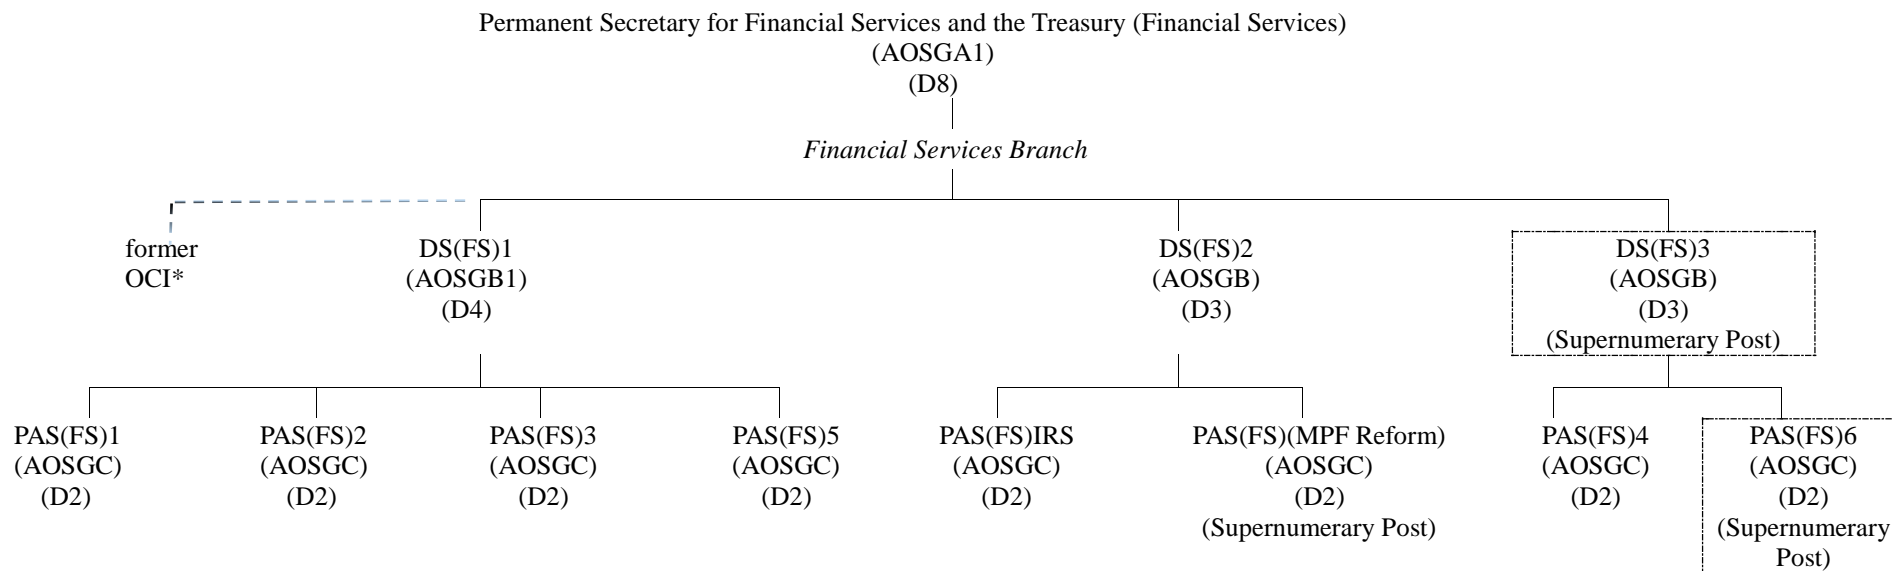 Permanent Secretary for Financial Services and the Treasury (Financial Services)
(AOSGA1)
(D8)
Financial Services Branch
former
OCI*
DS(FS)1
(AOSGB1)
(D4)
DS(FS)2
(AOSGB)
(D3)
DS(FS)3
(AOSGB)
(D3)
(Supernumerary Post)
PAS(FS)1
(AOSGC)
(D2)
PAS(FS)2
(AOSGC)
(D2)
PAS(FS)3
(AOSGC)
(D2)
PAS(FS)5
(AOSGC)
(D2)
PAS(FS)IRS
(AOSGC)
(D2)
PAS(FS)(MPF Reform)
(AOSGC)
(D2)
(Supernumerary Post)
PAS(FS)4
(AOSGC)
(D2)
PAS(FS)6
(AOSGC)
(D2)
(Supernumerary
Post)